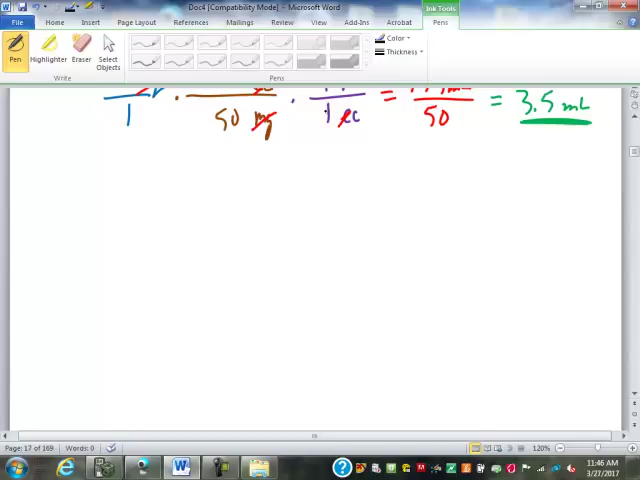 Doc4 [Compatibility Mode] - Microsoft Word
Ink Tools
File Home Insert Page Layout References Mailings Review View Acrobat Pens
Pen Highlighter Eraser Select Objects
Color
Thickness
Write Pens
= = 3.5 mL
1 50 mg 1 cc 50
Page: 17 of 169 Words: 0 120%
11:46 AM
3/27/2017